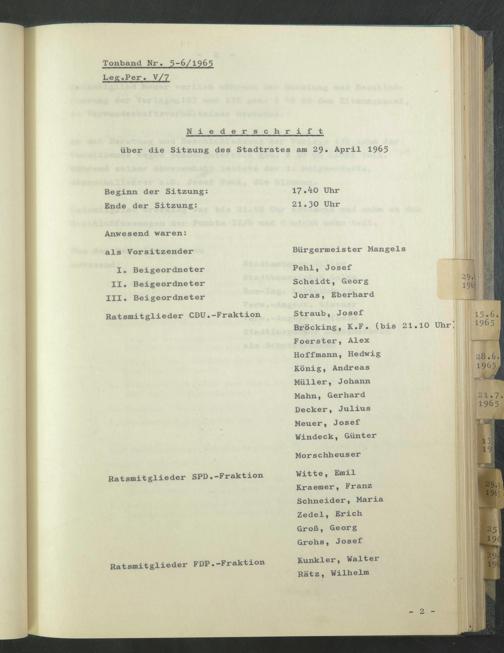 Tonband Nr. 5-6/1965
Leg.Per. V/7
Niederschrift
über die Sitzung des Stadtrates am 29. April 1965
Beginn der Sitzung: 17.40 Uhr
Ende der Sitzung: 21.30 Uhr
Anwesend waren:
als Vorsitzender Bürgermeister Mangels
I. Beigeordneter Pehl, Josef
II. Beigeordneter Scheidt, Georg
III. Beigeordneter Joras, Eberhard
Ratsmitglieder CDU.-Fraktion Straub, Josef
Bröcking, K.F. (bis 21.10 Uhr)
Foerster, Alex
Hoffmann, Hedwig
König, Andreas
Müller, Johann
Mahn, Gerhard
Decker, Julius
Meuer, Josef
Windeck, Günter
Morschheuser
Ratsmitglieder SPD.-Fraktion Witte, Emil
Kraemer, Franz
Schneider, Maria
Zedel, Erich
Groß, Georg
Grohs, Josef
Ratsmitglieder FDP.-Fraktion Kunkler, Walter
Rätz, Wilhelm
- 2 -
15.6.
1965
28.6.
1965
21.7.
1965